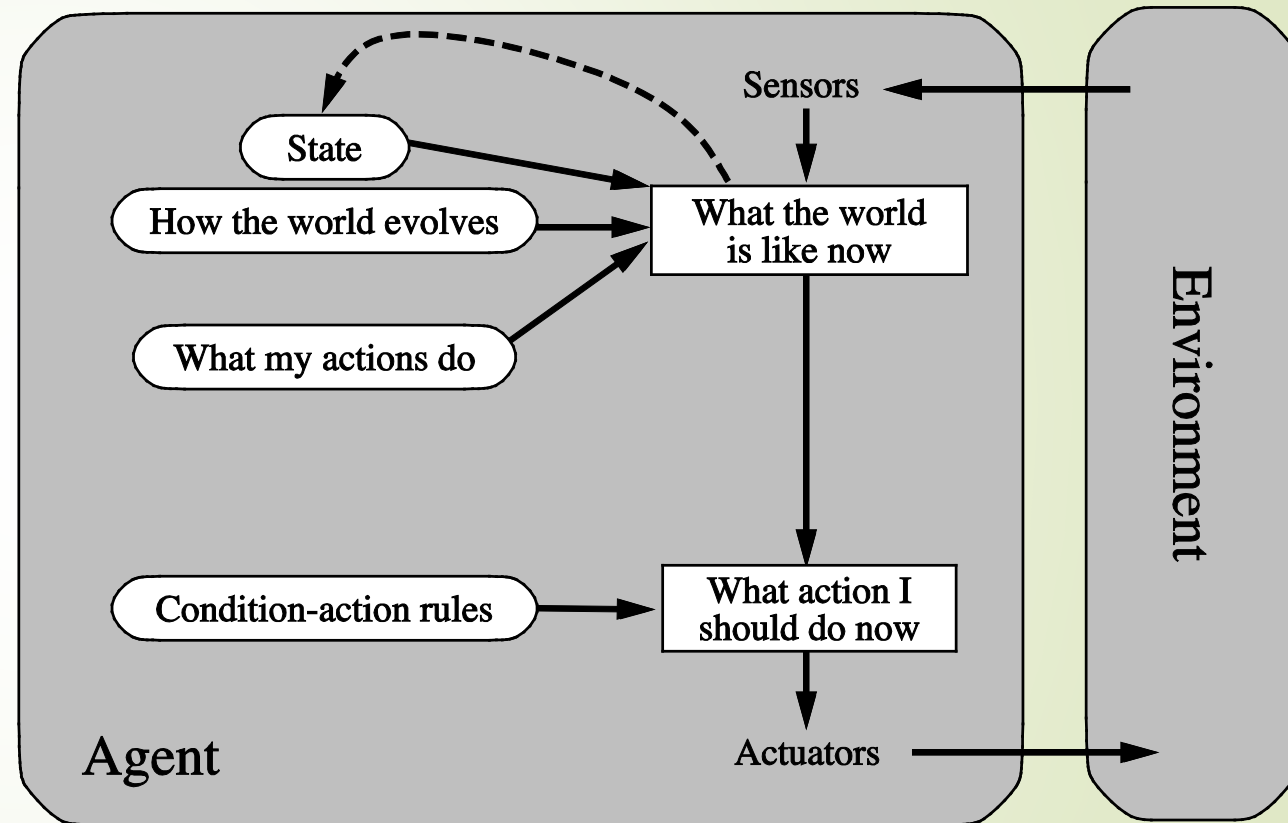 Sensors
State
What the world
is like now
How the world evolves
What my actions do
Condition-action rules
What action I
should do now
Agent
Actuators
Environment